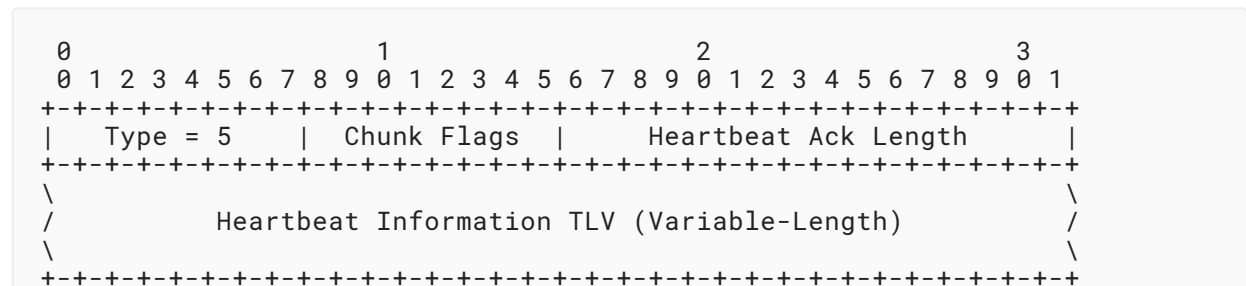 0                   1                   2                   3
 0 1 2 3 4 5 6 7 8 9 0 1 2 3 4 5 6 7 8 9 0 1 2 3 4 5 6 7 8 9 0 1
+-+-+-+-+-+-+-+-+-+-+-+-+-+-+-+-+-+-+-+-+-+-+-+-+-+-+-+-+-+-+-+-+
|   Type = 5    |  Chunk Flags  |     Heartbeat Ack Length      |
+-+-+-+-+-+-+-+-+-+-+-+-+-+-+-+-+-+-+-+-+-+-+-+-+-+-+-+-+-+-+-+-+
\                                                               \
/          Heartbeat Information TLV (Variable-Length)          /
\                                                               \
+-+-+-+-+-+-+-+-+-+-+-+-+-+-+-+-+-+-+-+-+-+-+-+-+-+-+-+-+-+-+-+-+